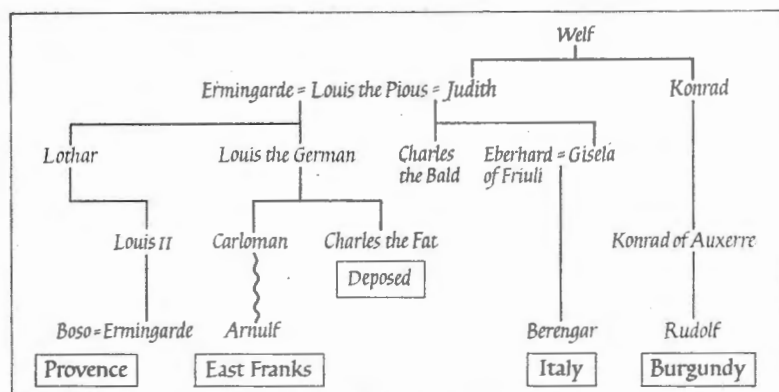 Welf
Ermingarde = Louis the Pious = Judith Konrad
Lothar Louis the German Charles Eberhard = Gisela
the Bald of Friuli
Louis II Carloman Charles the Fat Konrad of Auxerre
Deposed
Boso = Ermingarde Arnulf Berengar Rudolf
Provence East Franks Italy Burgundy